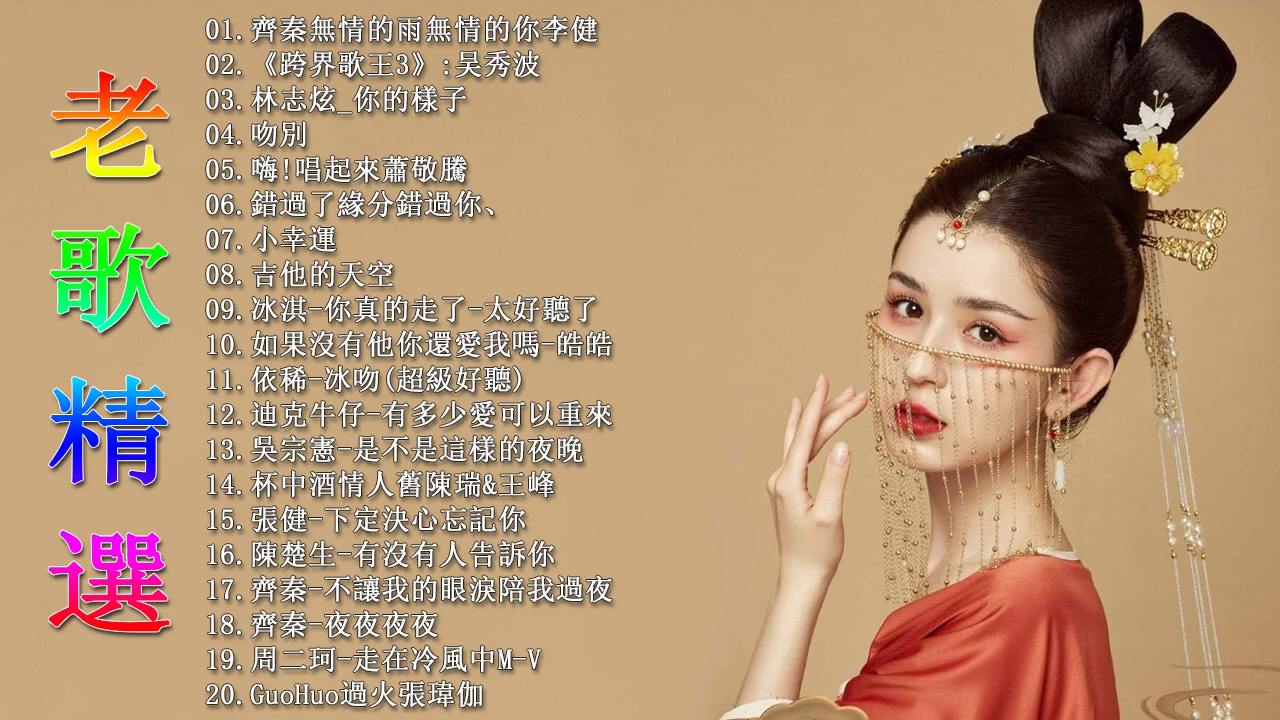 老歌精選
01.齊秦無情的雨無情的你李健
02.《跨界歌王3》:吴秀波
03.林志炫_你的樣子
04.吻別
05.嗨!唱起來蕭敬騰
06.錯過了緣分錯過你、
07.小幸運
08.吉他的天空
09.冰淇-你真的走了-太好聽了
10.如果沒有他你還愛我嗎-皓皓
11.依稀-冰吻(超級好聽)
12.迪克牛仔-有多少愛可以重來
13.吳宗憲-是不是這樣的夜晚
14.杯中酒情人舊陳瑞&王峰
15.張健-下定決心忘記你
16.陳楚生-有沒有人告訴你
17.齊秦-不讓我的眼淚陪我過夜
18.齊秦-夜夜夜夜
19.周二珂-走在冷風中M-V
20.GuoHuo過火張瑋伽